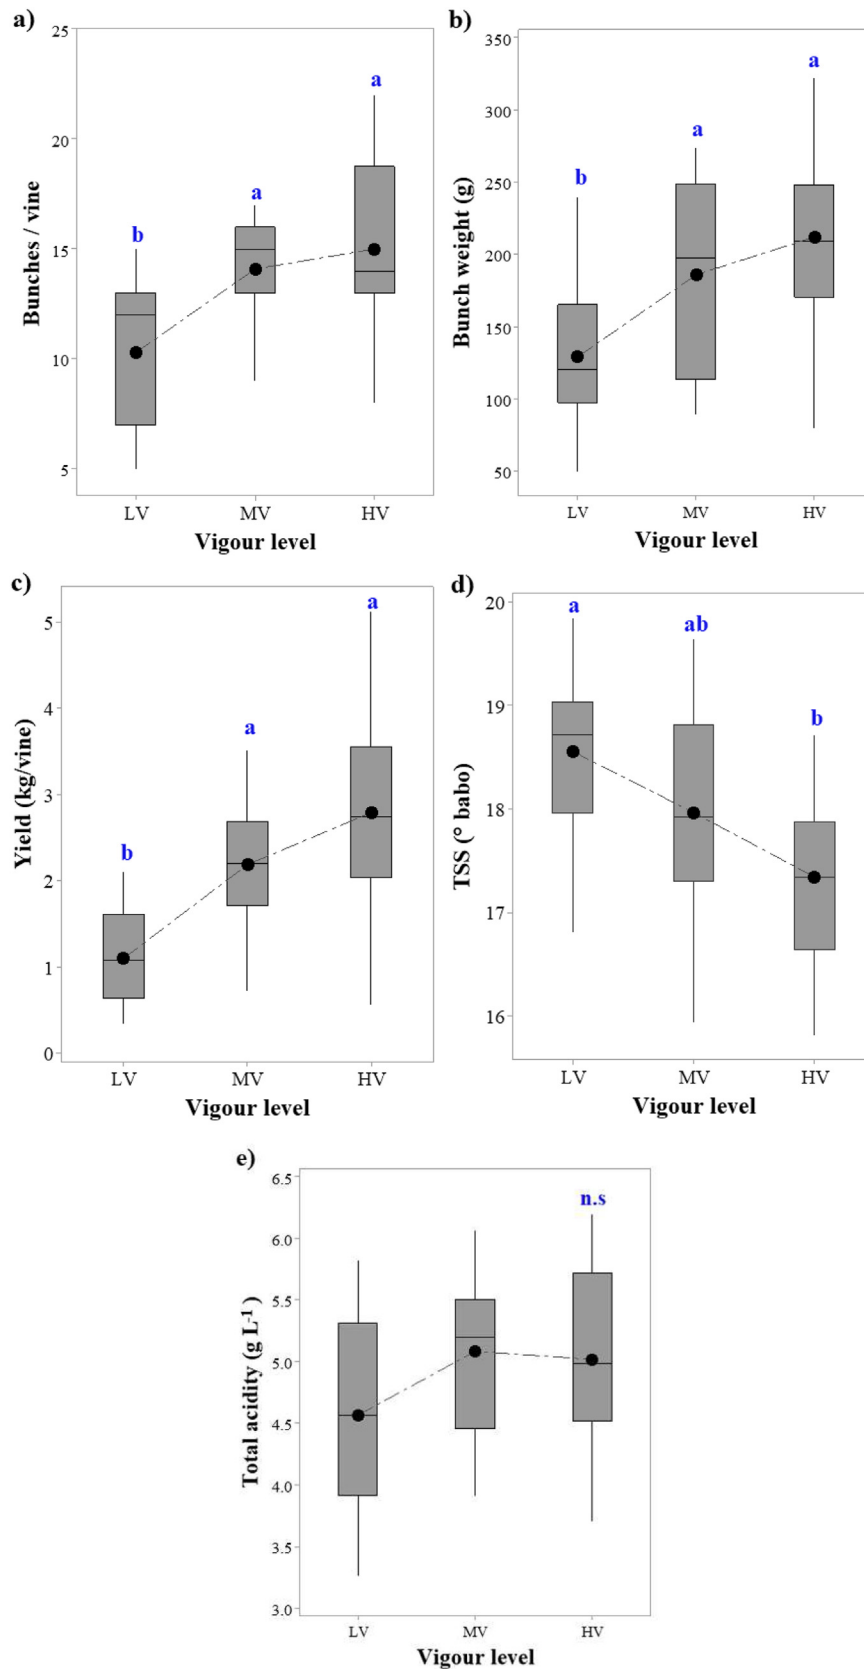 a)
25
20
15
10
5
Bunches / vine
b
a
a
LV MV HV
Vigour level
b)
350
300
250
200
150
100
50
Bunch weight (g)
b
a
a
LV MV HV
Vigour level
c)
5
4
3
2
1
0
Yield (kg/vine)
b
a
a
LV MV HV
Vigour level
d)
20
19
18
17
16
TSS (° babo)
a
ab
b
LV MV HV
Vigour level
e)
6.5
6.0
5.5
5.0
4.5
4.0
3.5
3.0
Total acidity (g L-1 )
n.s
LV MV HV
Vigour level